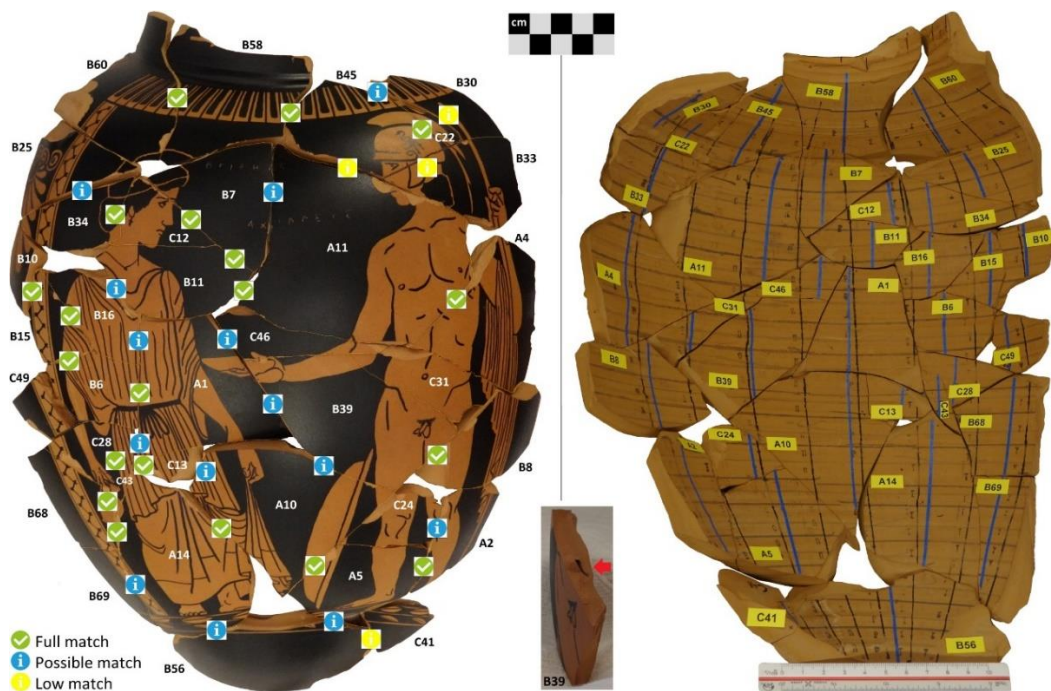 B58
cm
B60
B45
B30
C22
B25
B33
B7
B34
C12
A11
A4
B10
B11
B16
C46
B15
A1
C31
B6
C49
B39
C28
C13
C43
B8
B68
A10
C24
A2
A14
A5
B69
C41
B56
Full match
Possible match
Low match
B39
B60
B58
B45
B30
B25
C22
B7
B33
C12
B34
B11
B10
B16
B15
A4
A11
C46
A1
C31
B6
C49
B8
B39
C28
C13
C43
B68
C24
A10
A14
B69
A5
C41
B56